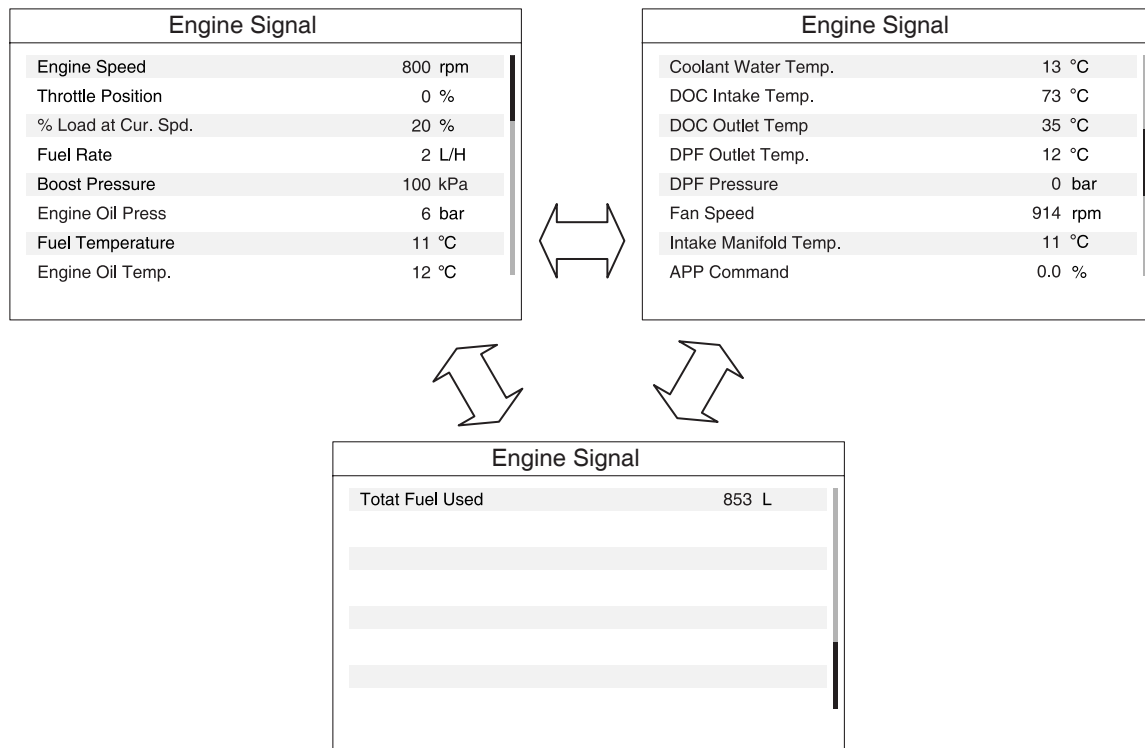 Engine Signal
Engine Speed 800 rpm
Throttle Position 0 %
% Load at Cur. Spd. 20 %
Fuel Rate 2 L/H
Boost Pressure 100 kPa
Engine Oil Press 6 bar
Fuel Temperature 11 °C
Engine Oil Temp. 12 °C
Engine Signal
Coolant Water Temp. 13 °C
DOC Intake Temp. 73 °C
DOC Outlet Temp 35 °C
DPF Outlet Temp. 12 °C
DPF Pressure 0 bar
Fan Speed 914 rpm
Intake Manifold Temp. 11 °C
APP Command 0.0 %
Engine Signal
Totat Fuel Used 853 L